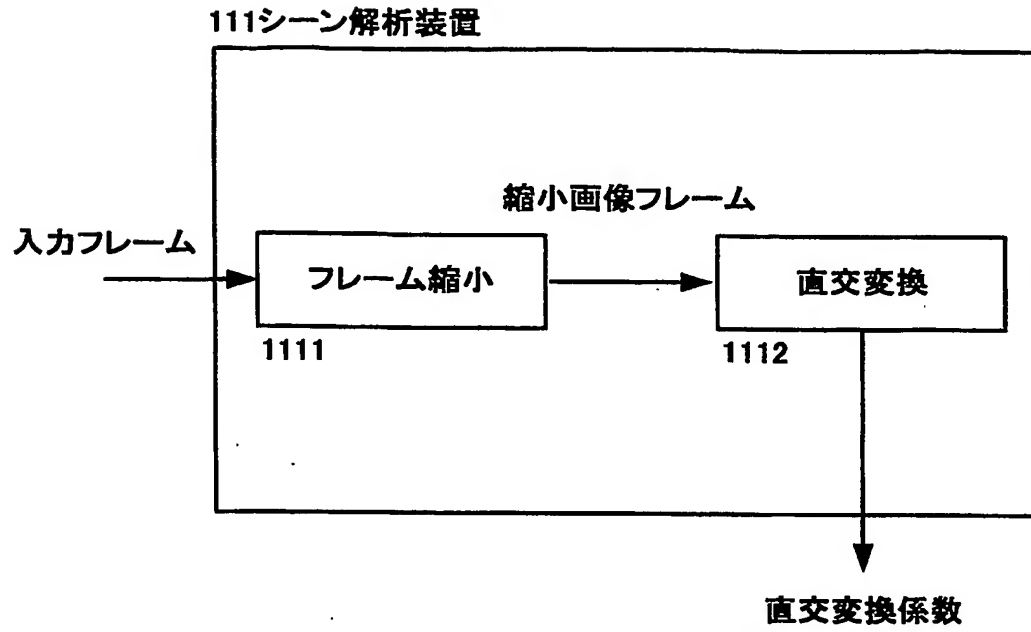 111シーン解析装置
縮小画像フレーム
入力フレーム
フレーム縮小
直交変換
1111
1112
直交変換係数